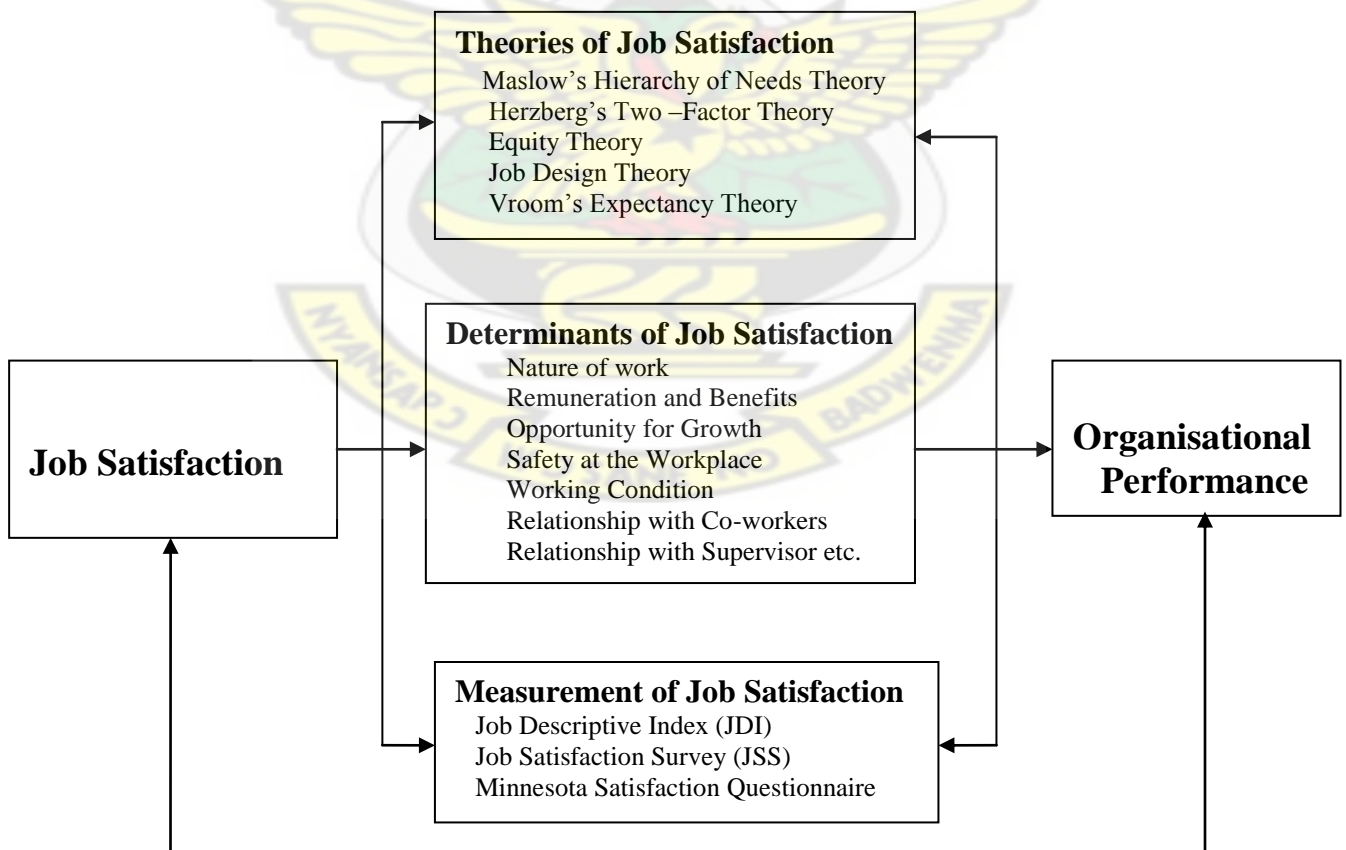 Theories of Job Satisfaction
Maslow's Hierarchy of Needs Theory
Herzberg's Two –Factor Theory
Equity Theory
Job Design Theory
Vroom's Expectancy Theory
Determinants of Job Satisfaction
Nature of work
Remuneration and Benefits
Opportunity for Growth
Safety at the Workplace
Working Condition
Relationship with Co-workers
Relationship with Supervisor etc.
Job Satisfaction
Organisational
Performance
Measurement of Job Satisfaction
Job Descriptive Index (JDI)
Job Satisfaction Survey (JSS)
Minnesota Satisfaction Questionnaire
NYANSAPƆ
BADWENMA